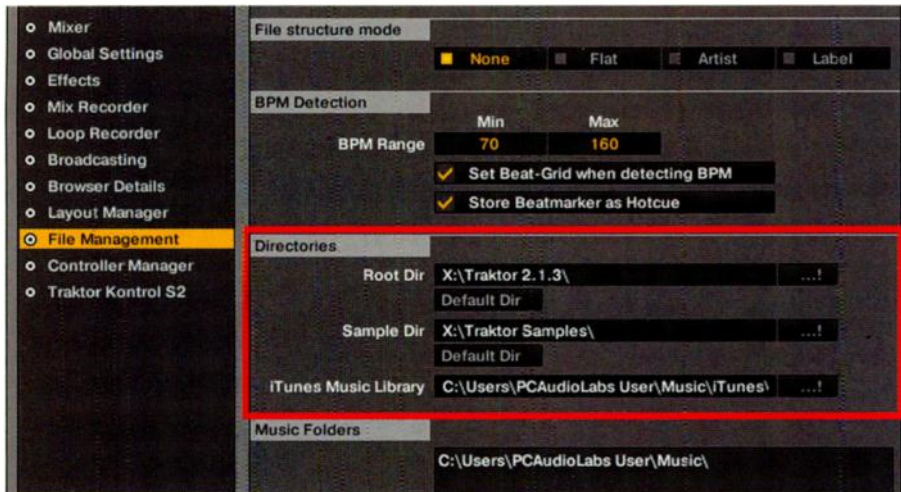 Mixer
Global Settings
Effects
Mix Recorder
Loop Recorder
Broadcasting
Browser Details
Layout Manager
File Management
Controller Manager
Traktor Kontrol S2
File structure mode
None Flat Artist Label
BPM Detection
Min Max
BPM Range 70 160
Set Beat-Grid when detecting BPM
Store Beatmarker as Hotcue
Directories
Root Dir X:\Traktor 2.1.3\ ...!
Default Dir
Sample Dir X:\Traktor Samples\ ...!
Default Dir
iTunes Music Library C:\Users\PCAudioLabs User\Music\iTunes\ ...!
Music Folders
C:\Users\PCAudioLabs User\Music\